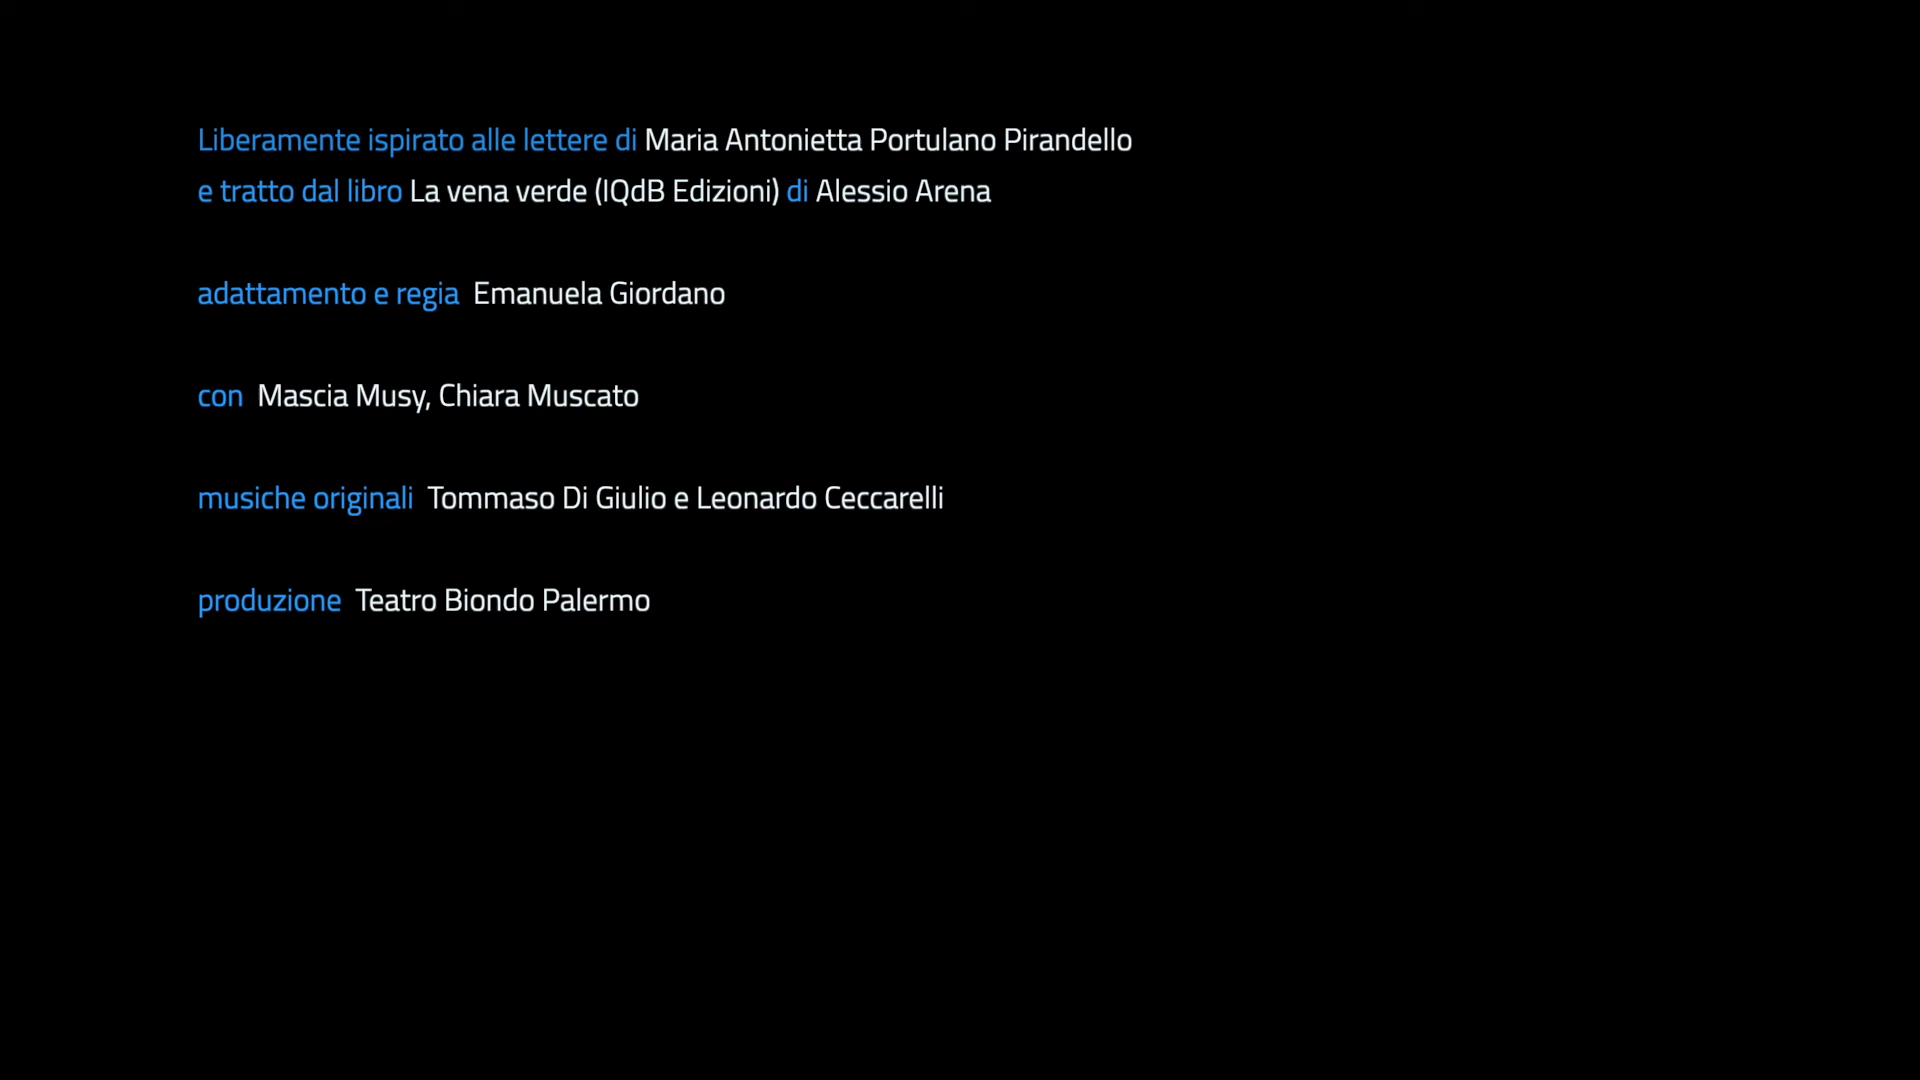 Liberamente ispirato alle lettere di Maria Antonietta Portulano Pirandello
e tratto dal libro La vena verde (IQdB Edizioni) di Alessio Arena
adattamento e regia Emanuela Giordano
con Mascia Musy, Chiara Muscato
musiche originali Tommaso Di Giulio e Leonardo Ceccarelli
produzione Teatro Biondo Palermo